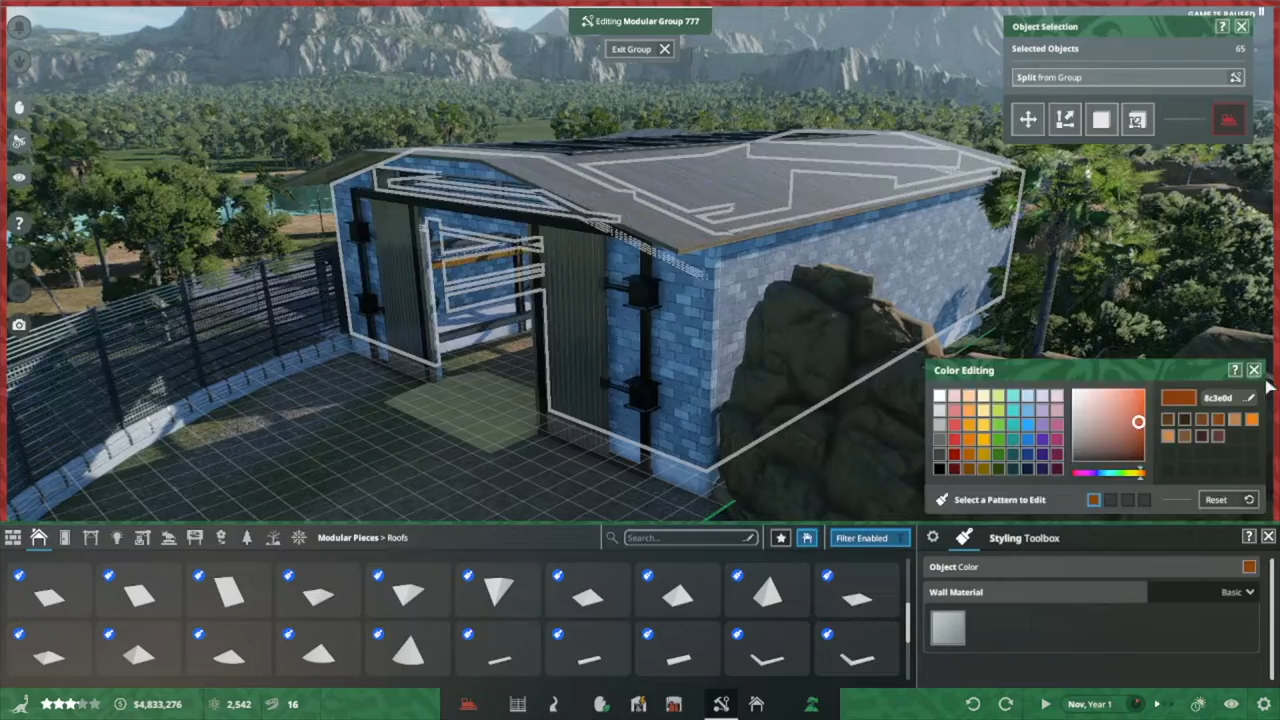 GAME IS PAUSED
Editing Modular Group 777
Exit Group
Object Selection
?
Selected Objects 65
Split from Group
12
?
Color Editing ?
8c3e0d
Select a Pattern to Edit Reset
Modular Pieces > Roofs
Search...
Filter Enabled
Styling Toolbox ?
Object Color
Wall Material Basic
$4,833,276 2,542 16
Nov, Year 1